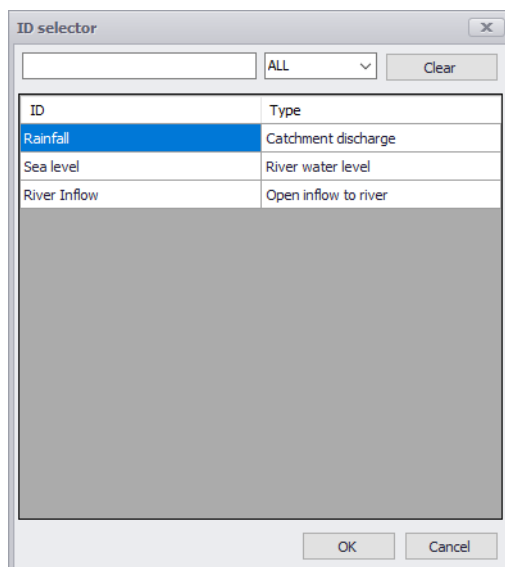 ID selector
ALL Clear
ID Type
Rainfall Catchment discharge
Sea level River water level
River Inflow Open inflow to river
OK Cancel